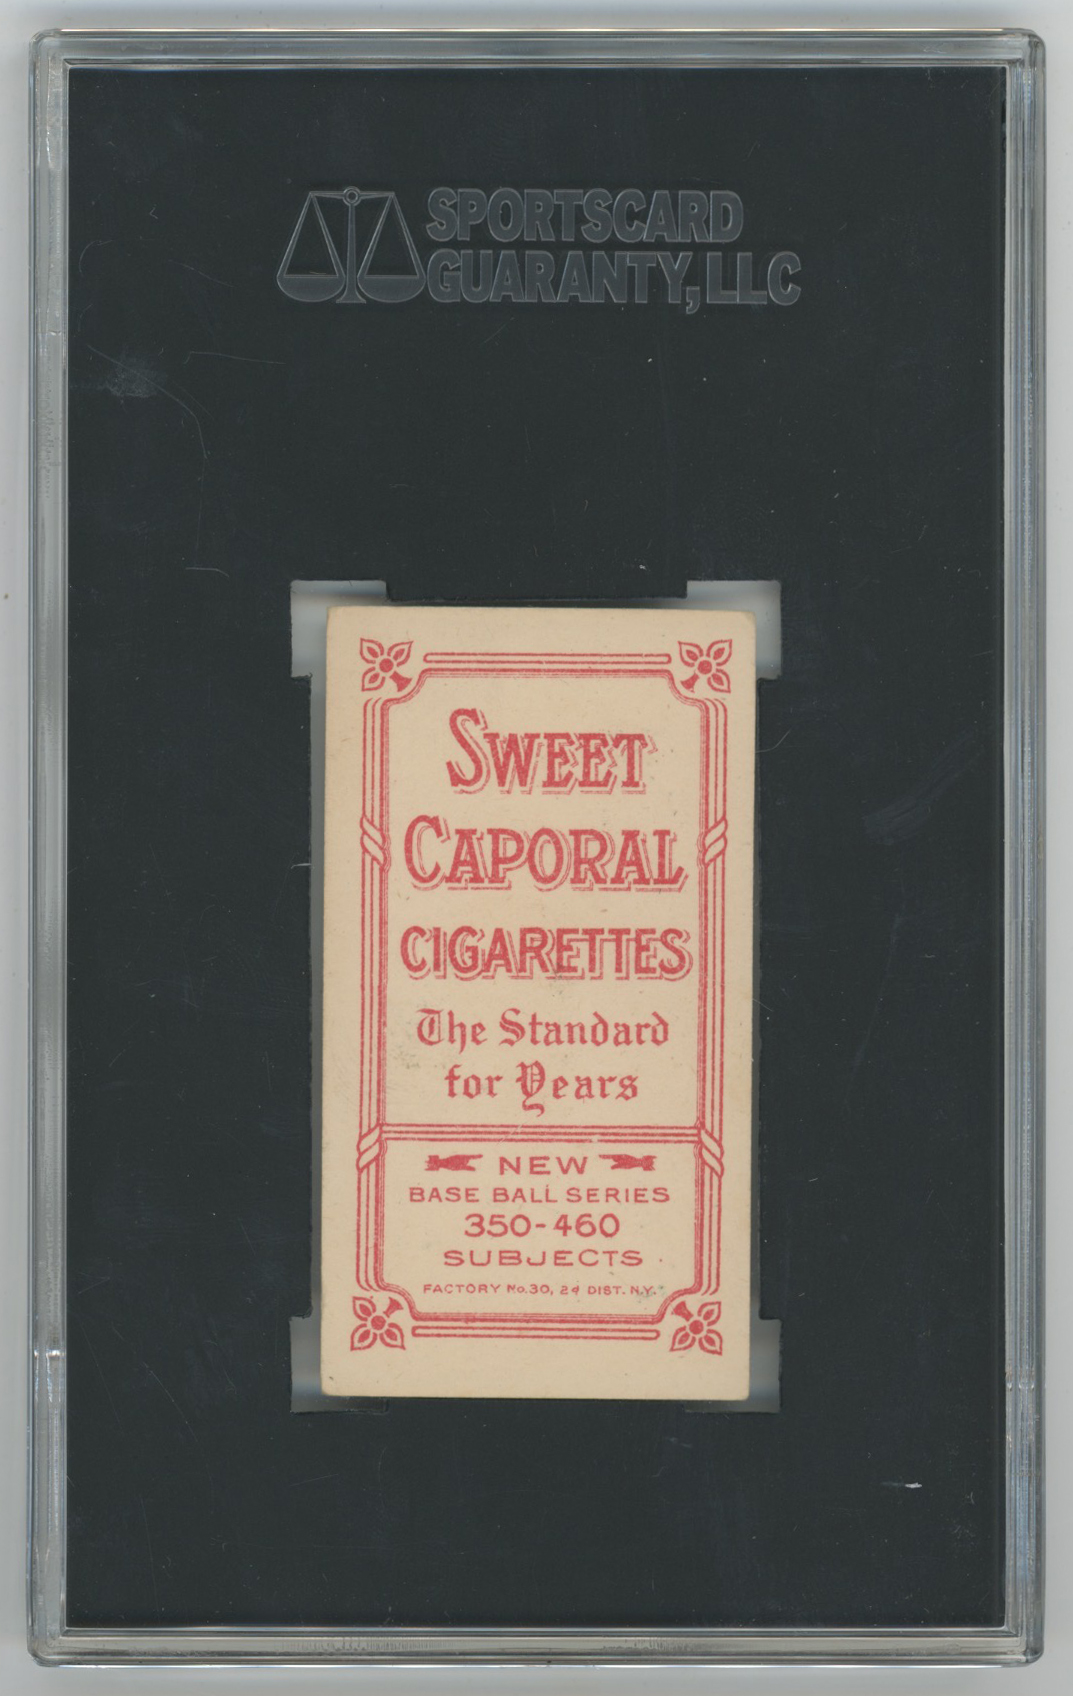 SPORTSCARD
GUARANTY, LLC
SWEET
CAPORAL
CIGARETTES
The Standard
for Years
NEW
BASE BALL SERIES
350-460
SUBJECTS
FACTORY No. 30, 2d DIST. N.Y.